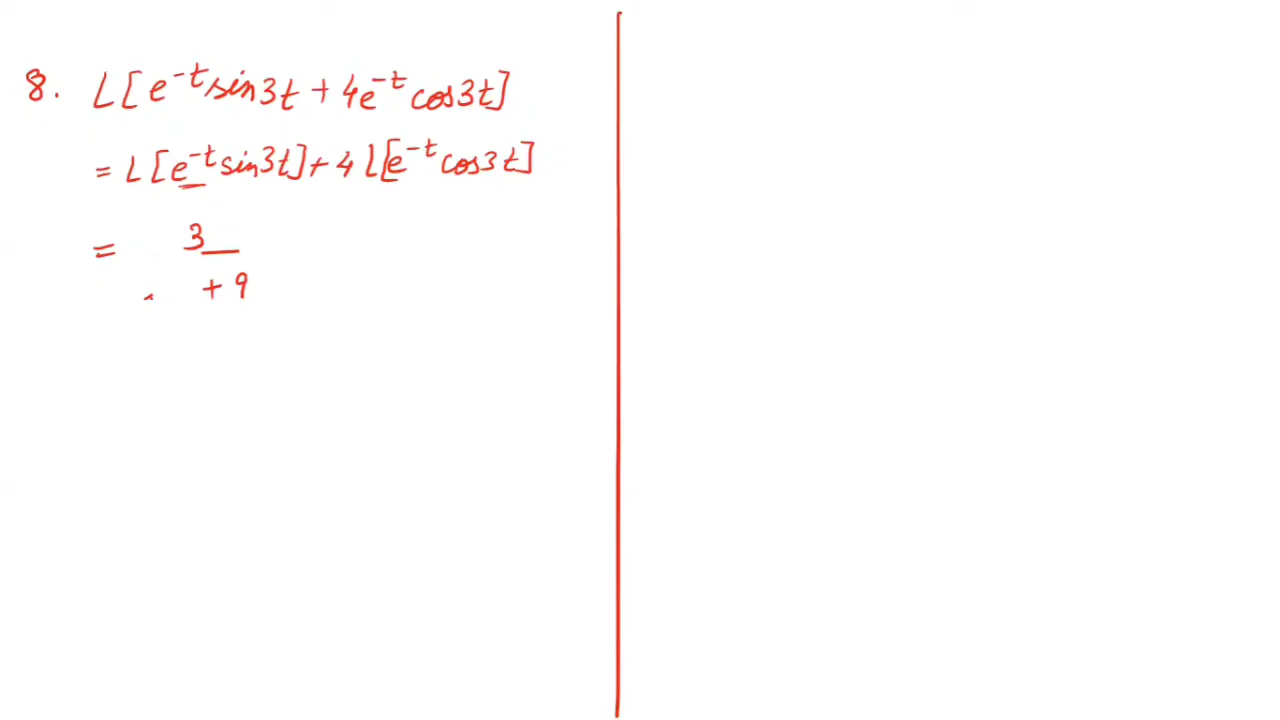 8. L[e^-t sin3t + 4e^-t cos3t]
= L[e^-t sin3t] + 4 L[e^-t cos3t]
= 3
+ 9